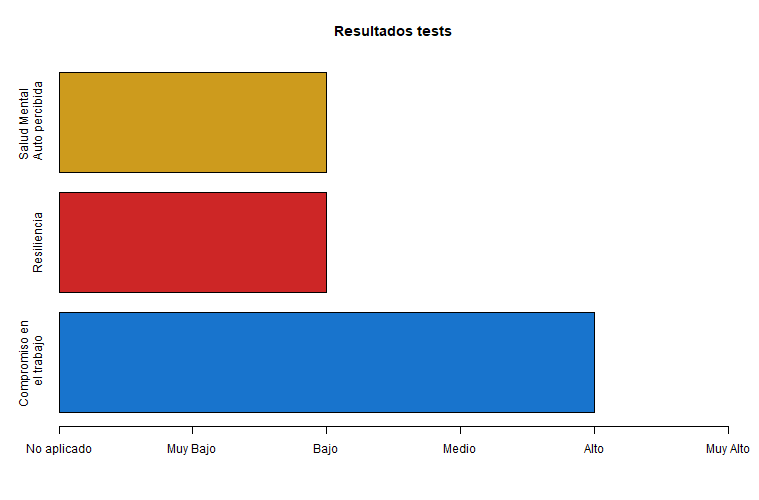 Resultados tests
Salud Mental
Auto percibida
Resiliencia
Compromiso en
el trabajo
No aplicado
Muy Bajo
Bajo
Medio
Alto
Muy Alto